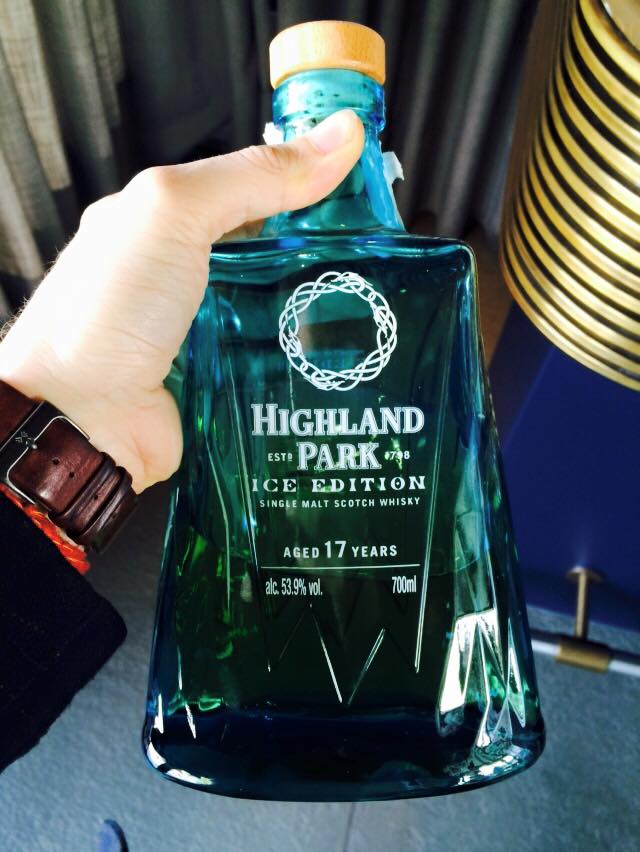 HIGHLAND
ESTD PARK 1798
ICE EDITION
SINGLE MALT SCOTCH WHISKY
AGED 17 YEARS
alc. 53.9% vol. 700ml